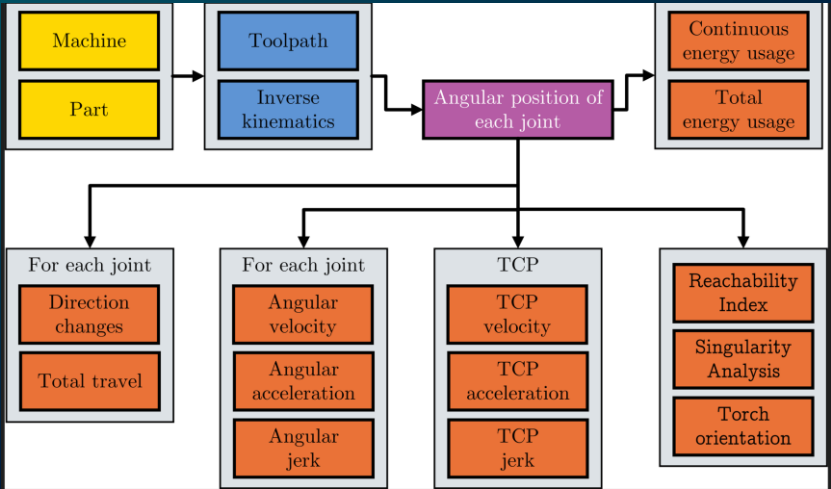 Machine
Part
Toolpath
Inverse
kinematics
Angular position of
each joint
Continuous
energy usage
Total
energy usage
For each joint
Direction
changes
Total travel
For each joint
Angular
velocity
Angular
acceleration
Angular
jerk
TCP
TCP
velocity
TCP
acceleration
TCP
jerk
Reachability
Index
Singularity
Analysis
Torch
orientation